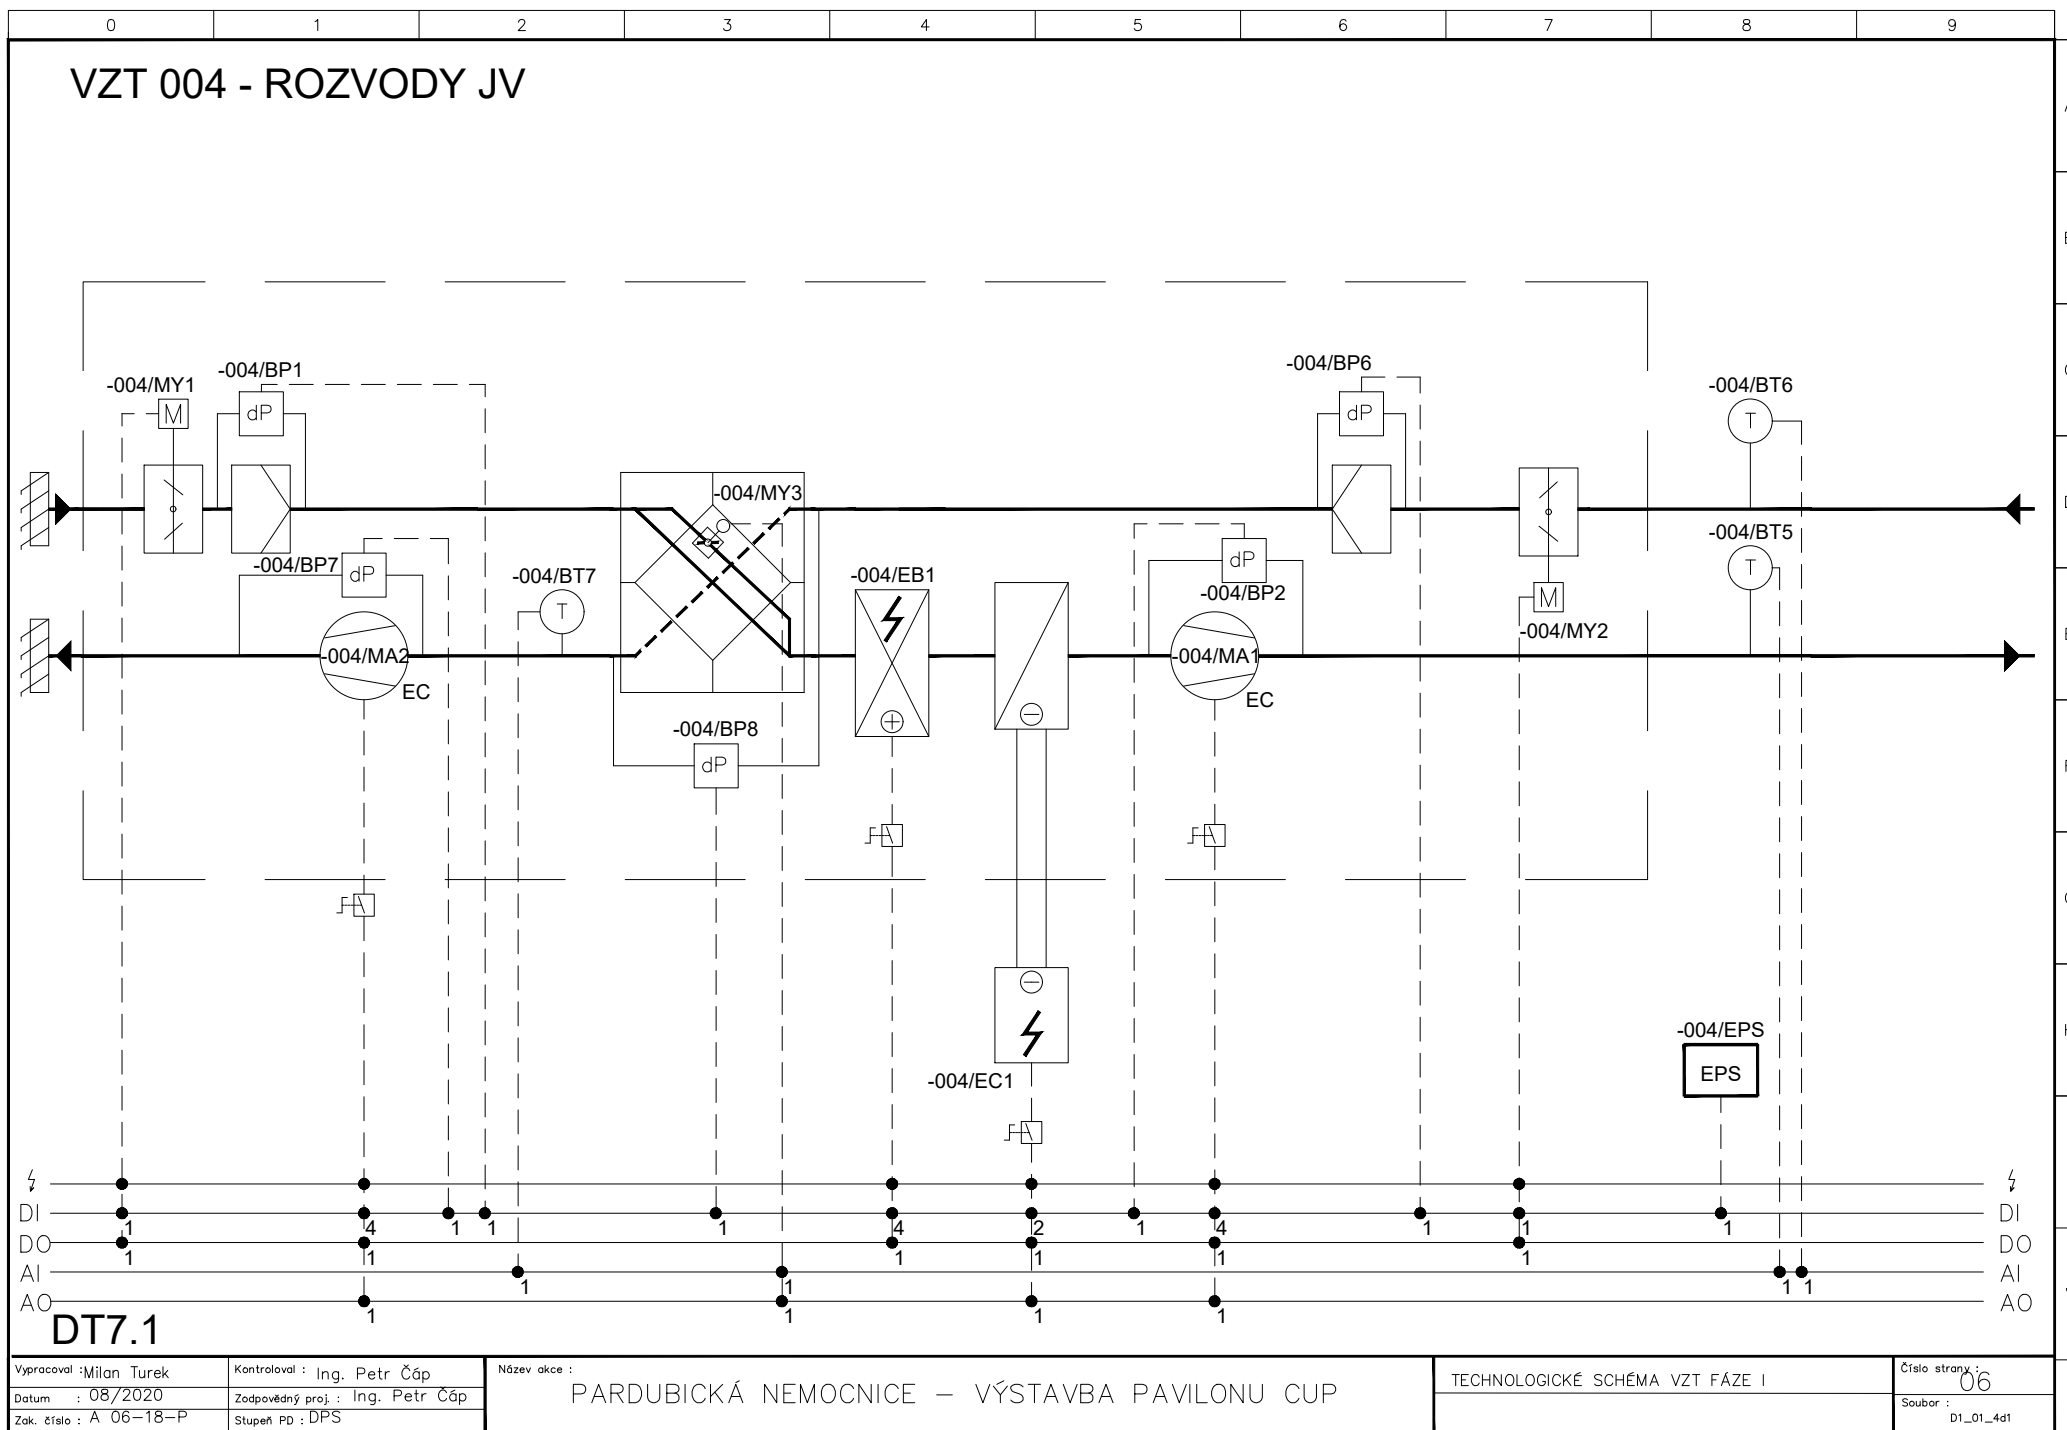 0 1 2 3 4 5 6 7 8 9
VZT 004 - ROZVODY JV
-004/MY1
M
-004/BP1
dP
-004/BP6
dP
-004/BT6
T
-004/MY3
-004/BP7
dP
-004/BT7
T
-004/EB1
dP
-004/BP2
M
-004/MY2
-004/BT5
T
-004/MA2
EC
-004/MA1
EC
-004/BP8
dP
-004/EC1
-004/EPS
EPS
DI 1 4 1 1 1 4 2 1 4 1 1 1 DI
DO 1 1 1 1 1 DO
AI 1 1 1 1 AI
AO 1 1 1 1 AO
DT7.1
Vypracoval : Milan Turek
Datum : 08/2020
Zak. číslo : A 06-18-P
Kontroloval : Ing. Petr Čáp
Zodpovědný proj. : Ing. Petr Čáp
Stupeň PD : DPS
Název akce :
PARDUBICKÁ NEMOCNICE – VÝSTAVBA PAVILONU CUP
TECHNOLOGICKÉ SCHÉMA VZT FÁZE I
Číslo strany :
06
Soubor :
D1_01_4d1